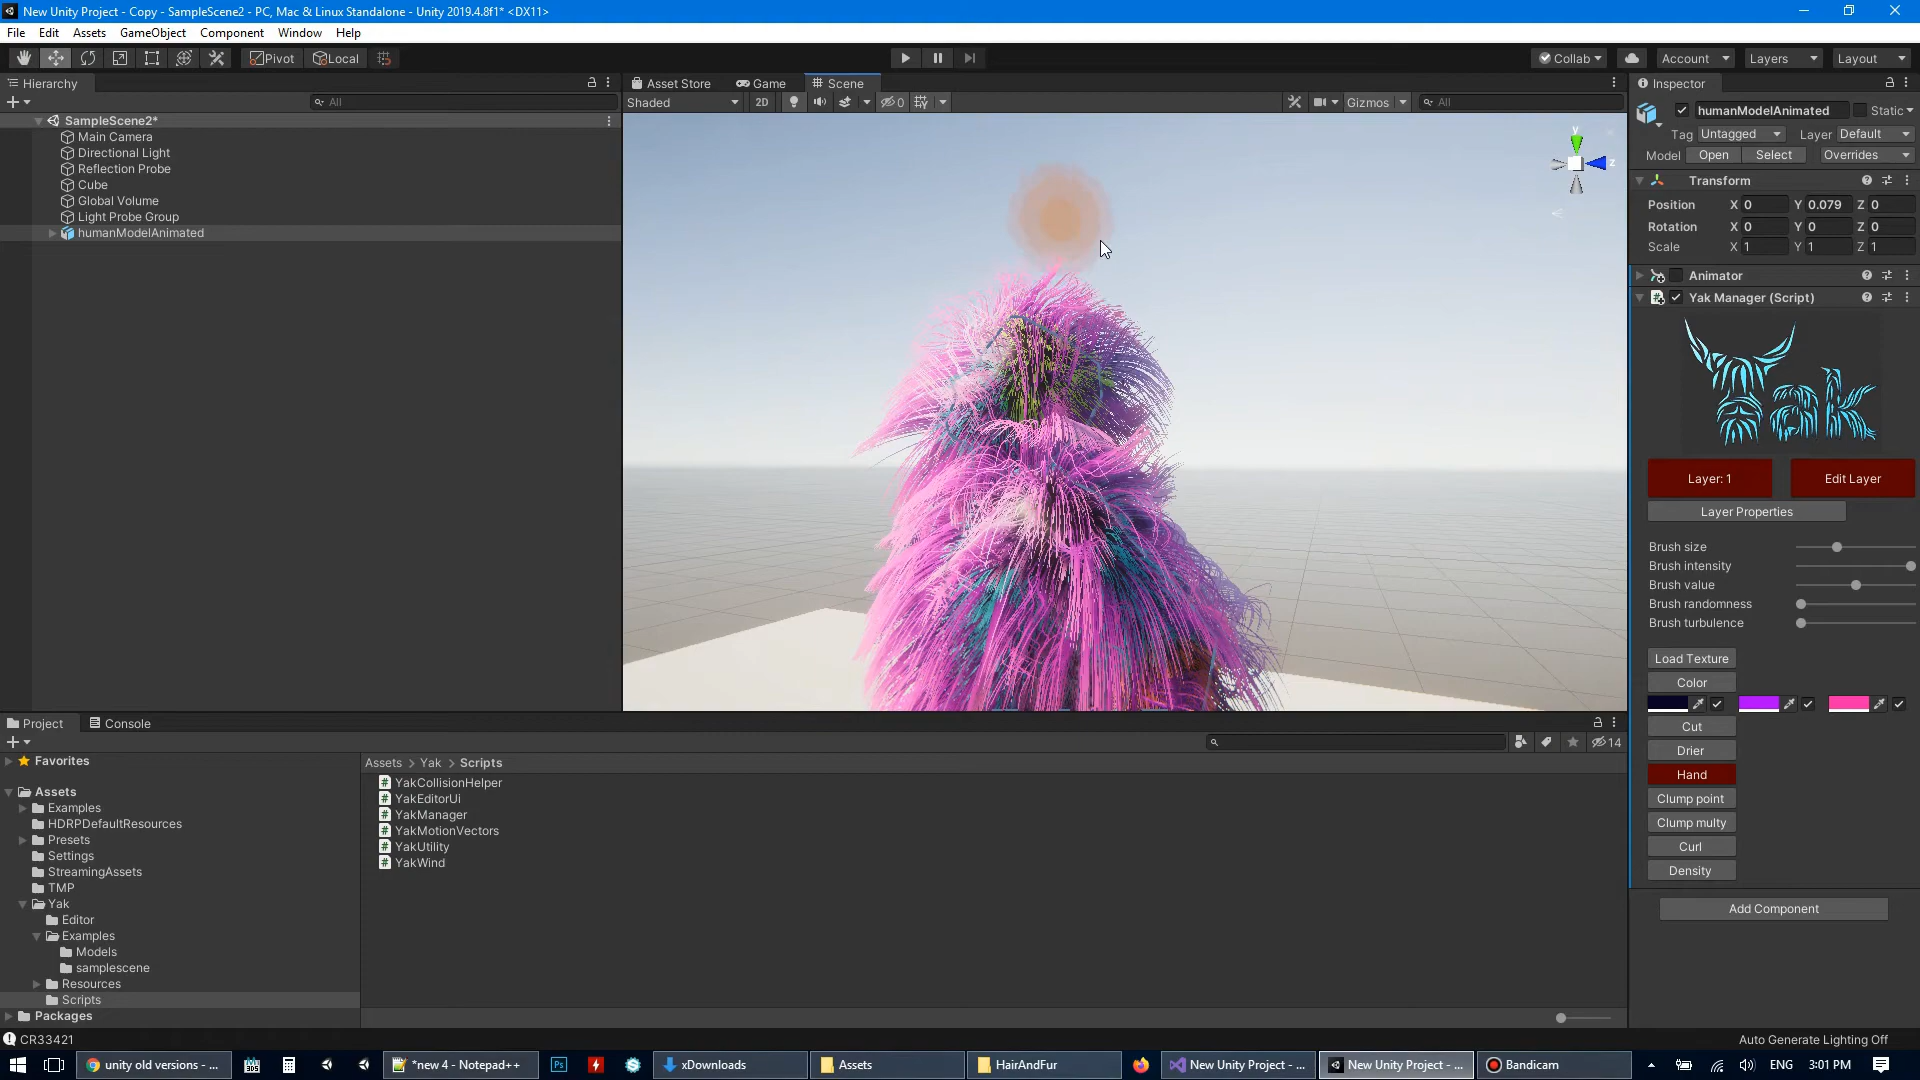 New Unity Project - Copy - SampleScene2 - PC, Mac & Linux Standalone - Unity 2019.4.8f1* <DX11>
File Edit Assets GameObject Component Window Help
Pivot Local Collab Account Layers Layout
Hierarchy
All
SampleScene2*
Main Camera
Directional Light
Reflection Probe
Cube
Global Volume
Light Probe Group
humanModelAnimated
Asset Store Game Scene
Shaded 2D 0 Gizmos All
y
z
Inspector
humanModelAnimated Static
Tag Untagged Layer Default
Model Open Select Overrides
Transform
Position X 0 Y 0.079 Z 0
Rotation X 0 Y 0 Z 0
Scale X 1 Y 1 Z 1
Animator
Yak Manager (Script)
Yak
Layer: 1 Edit Layer
Layer Properties
Brush size
Brush intensity
Brush value
Brush randomness
Brush turbulence
Load Texture
Color
Cut
Drier
Hand
Clump point
Clump multy
Curl
Density
Add Component
Project Console
14
Favorites
Assets
Examples
HDRPDefaultResources
Presets
Settings
StreamingAssets
TMP
Yak
Editor
Examples
Models
samplescene
Resources
Scripts
Packages
Assets > Yak > Scripts
YakCollisionHelper
YakEditorUi
YakManager
YakMotionVectors
YakUtility
YakWind
CR33421
Auto Generate Lighting Off
unity old versions - ... *new 4 - Notepad++ Ps xDownloads Assets HairAndFur New Unity Project - ... New Unity Project - ... Bandicam ENG 3:01 PM